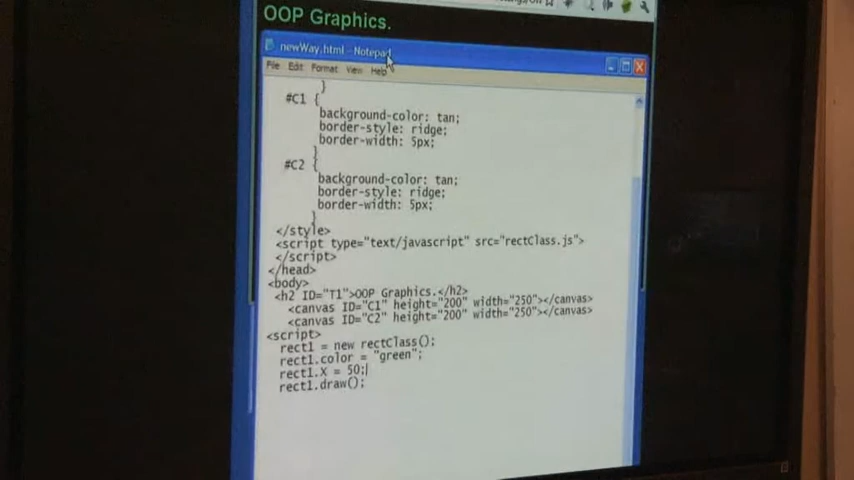 OOP Graphics.
newWay.html - Notepad
File Edit Format View Help
}
#C1 {
background-color: tan;
border-style: ridge;
border-width: 5px;
}
#C2 {
background-color: tan;
border-style: ridge;
border-width: 5px;
}
</style>
<script type="text/javascript" src="rectClass.js">
</script>
</head>
<body>
<h2 ID="T1">OOP Graphics.</h2>
<canvas ID="C1" height="200" width="250"></canvas>
<canvas ID="C2" height="200" width="250"></canvas>
<script>
rect1 = new rectClass();
rect1.color = "green";
rect1.X = 50;
rect1.draw();